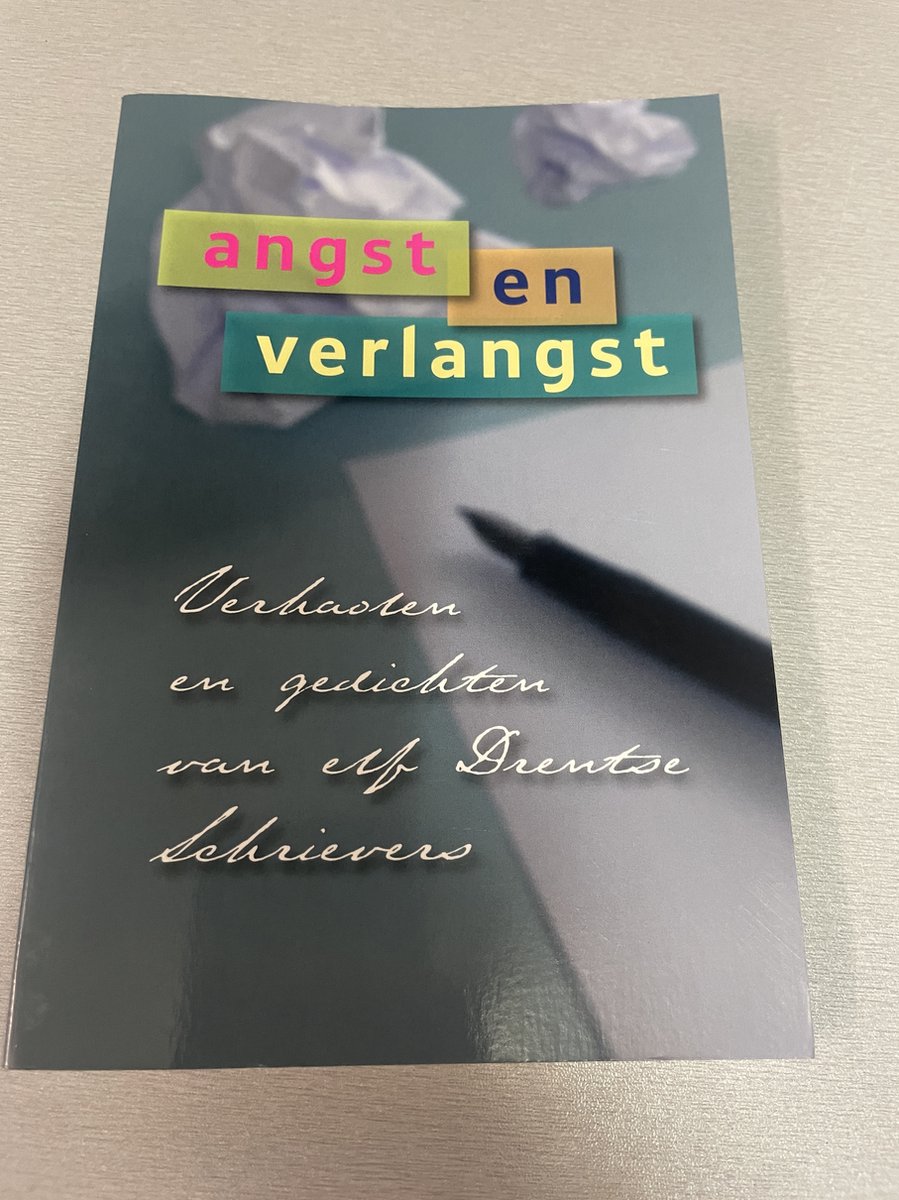 angst en
verlangst
Verhaolen
en gedichten
van elf Drentse
Schrievers